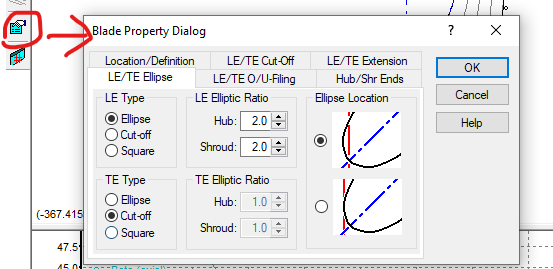 Blade Property Dialog
? ×
Location/Definition LE/TE Cut-Off LE/TE Extension
LE/TE Ellipse LE/TE O/U-Filing Hub/Shr Ends
OK
Cancel
Help
LE Type
Ellipse
Cut-off
Square
LE Elliptic Ratio
Hub: 2.0
Shroud: 2.0
Ellipse Location
TE Type
Ellipse
Cut-off
Square
TE Elliptic Ratio
Hub: 1.0
Shroud: 1.0
(-367.415
47.5